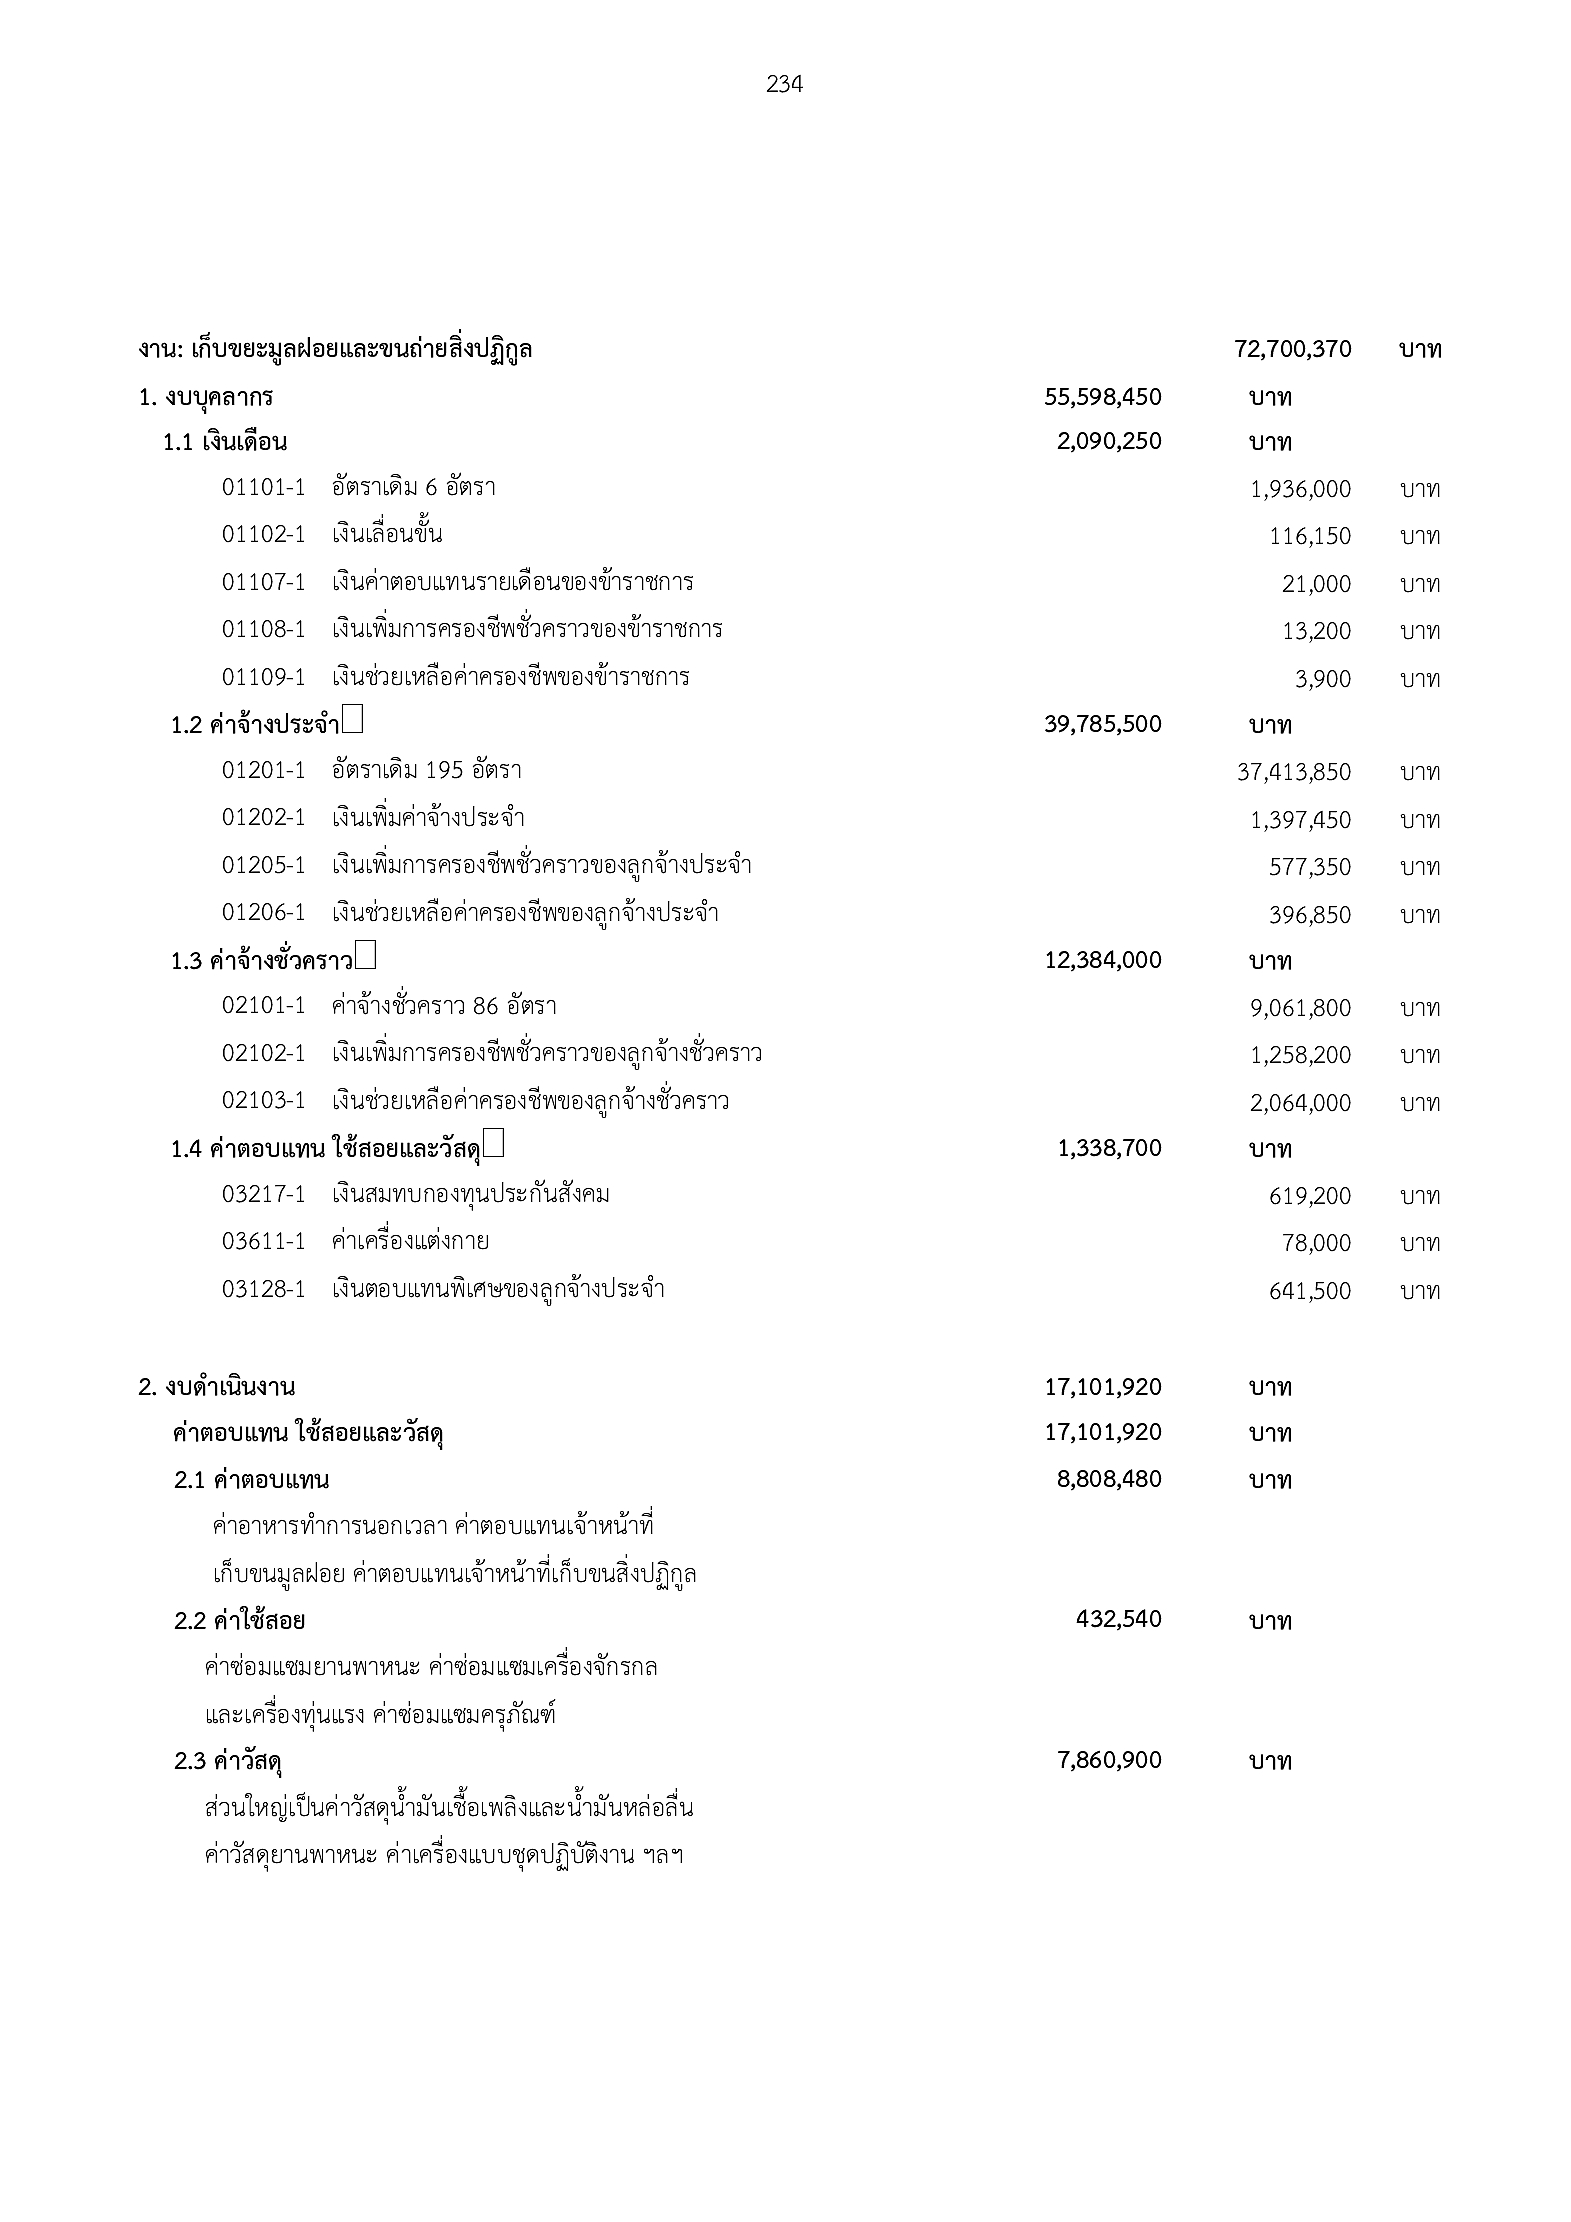 234
งาน: เก็บขยะมูลฝอยและขนถ่ายสิ่งปฏิกูล 72,700,370 บาท
1. งบบุคลากร 55,598,450 บาท
1.1 เงินเดือน 2,090,250 บาท
01101-1 อัตราเดิม 6 อัตรา 1,936,000 บาท
01102-1 เงินเลื่อนขั้น 116,150 บาท
01107-1 เงินค่าตอบแทนรายเดือนของข้าราชการ 21,000 บาท
01108-1 เงินเพิ่มการครองชีพชั่วคราวของข้าราชการ 13,200 บาท
01109-1 เงินช่วยเหลือค่าครองชีพของข้าราชการ 3,900 บาท
1.2 ค่าจ้างประจำ 39,785,500 บาท
01201-1 อัตราเดิม 195 อัตรา 37,413,850 บาท
01202-1 เงินเพิ่มค่าจ้างประจำ 1,397,450 บาท
01205-1 เงินเพิ่มการครองชีพชั่วคราวของลูกจ้างประจำ 577,350 บาท
01206-1 เงินช่วยเหลือค่าครองชีพของลูกจ้างประจำ 396,850 บาท
1.3 ค่าจ้างชั่วคราว 12,384,000 บาท
02101-1 ค่าจ้างชั่วคราว 86 อัตรา 9,061,800 บาท
02102-1 เงินเพิ่มการครองชีพชั่วคราวของลูกจ้างชั่วคราว 1,258,200 บาท
02103-1 เงินช่วยเหลือค่าครองชีพของลูกจ้างชั่วคราว 2,064,000 บาท
1.4 ค่าตอบแทน ใช้สอยและวัสดุ 1,338,700 บาท
03217-1 เงินสมทบกองทุนประกันสังคม 619,200 บาท
03611-1 ค่าเครื่องแต่งกาย 78,000 บาท
03128-1 เงินตอบแทนพิเศษของลูกจ้างประจำ 641,500 บาท
2. งบดำเนินงาน 17,101,920 บาท
ค่าตอบแทน ใช้สอยและวัสดุ 17,101,920 บาท
2.1 ค่าตอบแทน 8,808,480 บาท
ค่าอาหารทำการนอกเวลา ค่าตอบแทนเจ้าหน้าที่
เก็บขนมูลฝอย ค่าตอบแทนเจ้าหน้าที่เก็บขนสิ่งปฏิกูล
2.2 ค่าใช้สอย 432,540 บาท
ค่าซ่อมแซมยานพาหนะ ค่าซ่อมแซมเครื่องจักรกล
และเครื่องทุ่นแรง ค่าซ่อมแซมครุภัณฑ์
2.3 ค่าวัสดุ 7,860,900 บาท
ส่วนใหญ่เป็นค่าวัสดุน้ำมันเชื้อเพลิงและน้ำมันหล่อลื่น
ค่าวัสดุยานพาหนะ ค่าเครื่องแบบชุดปฏิบัติงาน ฯลฯ